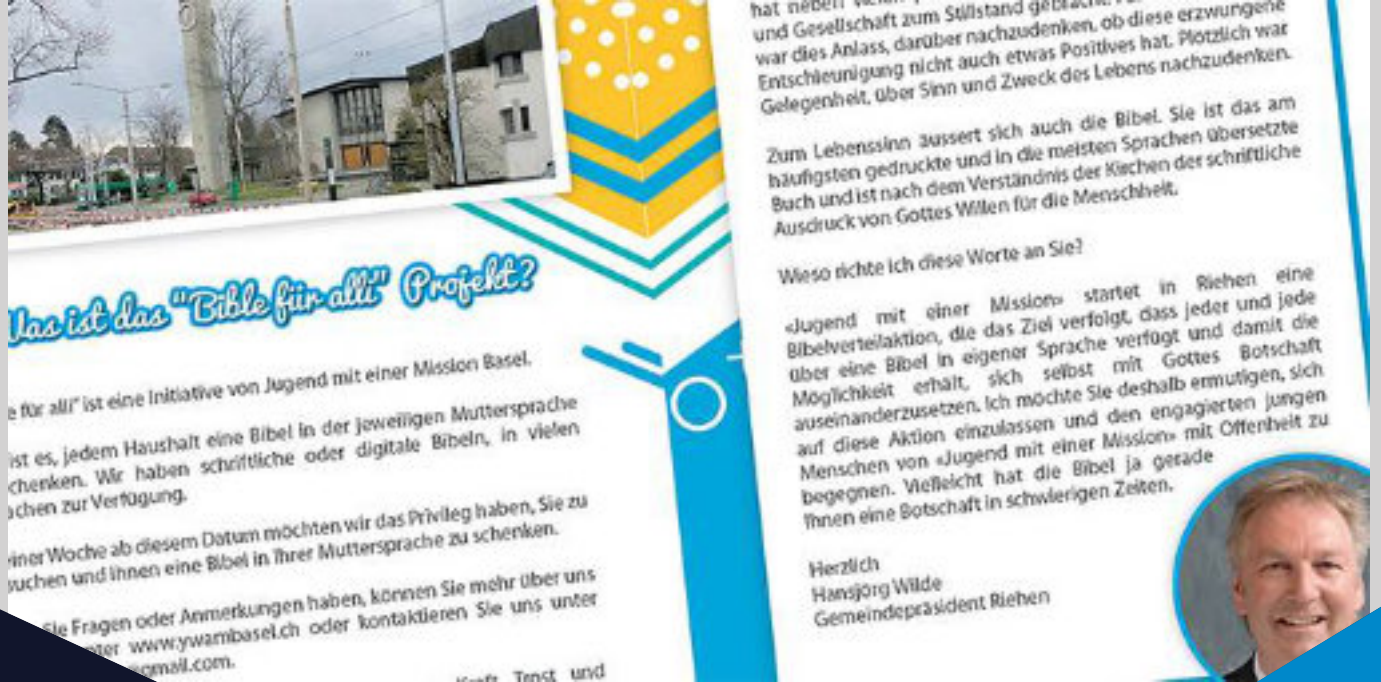 Was ist das "Bible für alli" Projekt?
für alli" ist eine Initiative von Jugend mit einer Mission Basel.
ist es, jedem Haushalt eine Bibel in der jeweiligen Muttersprache
Wir haben schriftliche oder digitale Bibeln, in vielen
zur Verfügung.
Woche ab diesem Datum möchten wir das Privileg haben, Sie zu
und Ihnen eine Bibel in Ihrer Muttersprache zu schenken.
Sie Fragen oder Anmerkungen haben, können Sie mehr über uns
www.ywambasel.ch oder kontaktieren Sie uns unter
gmail.com.
Kraft, Trost und
hat neben vielen
und Gesellschaft zum Stillstand gebracht.
war dies Anlass, darüber nachzudenken, ob diese erzwungene
Entschleunigung nicht auch etwas Positives hat. Plötzlich war
Gelegenheit, über Sinn und Zweck des Lebens nachzudenken.
Zum Lebenssinn äussert sich auch die Bibel. Sie ist das am
häufigsten gedruckte und in die meisten Sprachen übersetzte
Buch und ist nach dem Verständnis der Kirchen der schriftliche
Ausdruck von Gottes Willen für die Menschheit.
Wieso richte ich diese Worte an Sie?
«Jugend mit einer Mission» startet in Riehen eine
Bibelverteilaktion, die das Ziel verfolgt, dass jeder und jede
über eine Bibel in eigener Sprache verfügt und damit die
Möglichkeit erhält, sich selbst mit Gottes Botschaft
auseinanderzusetzen. Ich möchte Sie deshalb ermutigen, sich
auf diese Aktion einzulassen und den engagierten jungen
Menschen von «Jugend mit einer Mission» mit Offenheit zu
begegnen. Vielleicht hat die Bibel ja gerade
Ihnen eine Botschaft in schwierigen Zeiten.
Herzlich
Hansjörg Wilde
Gemeindepräsident Riehen